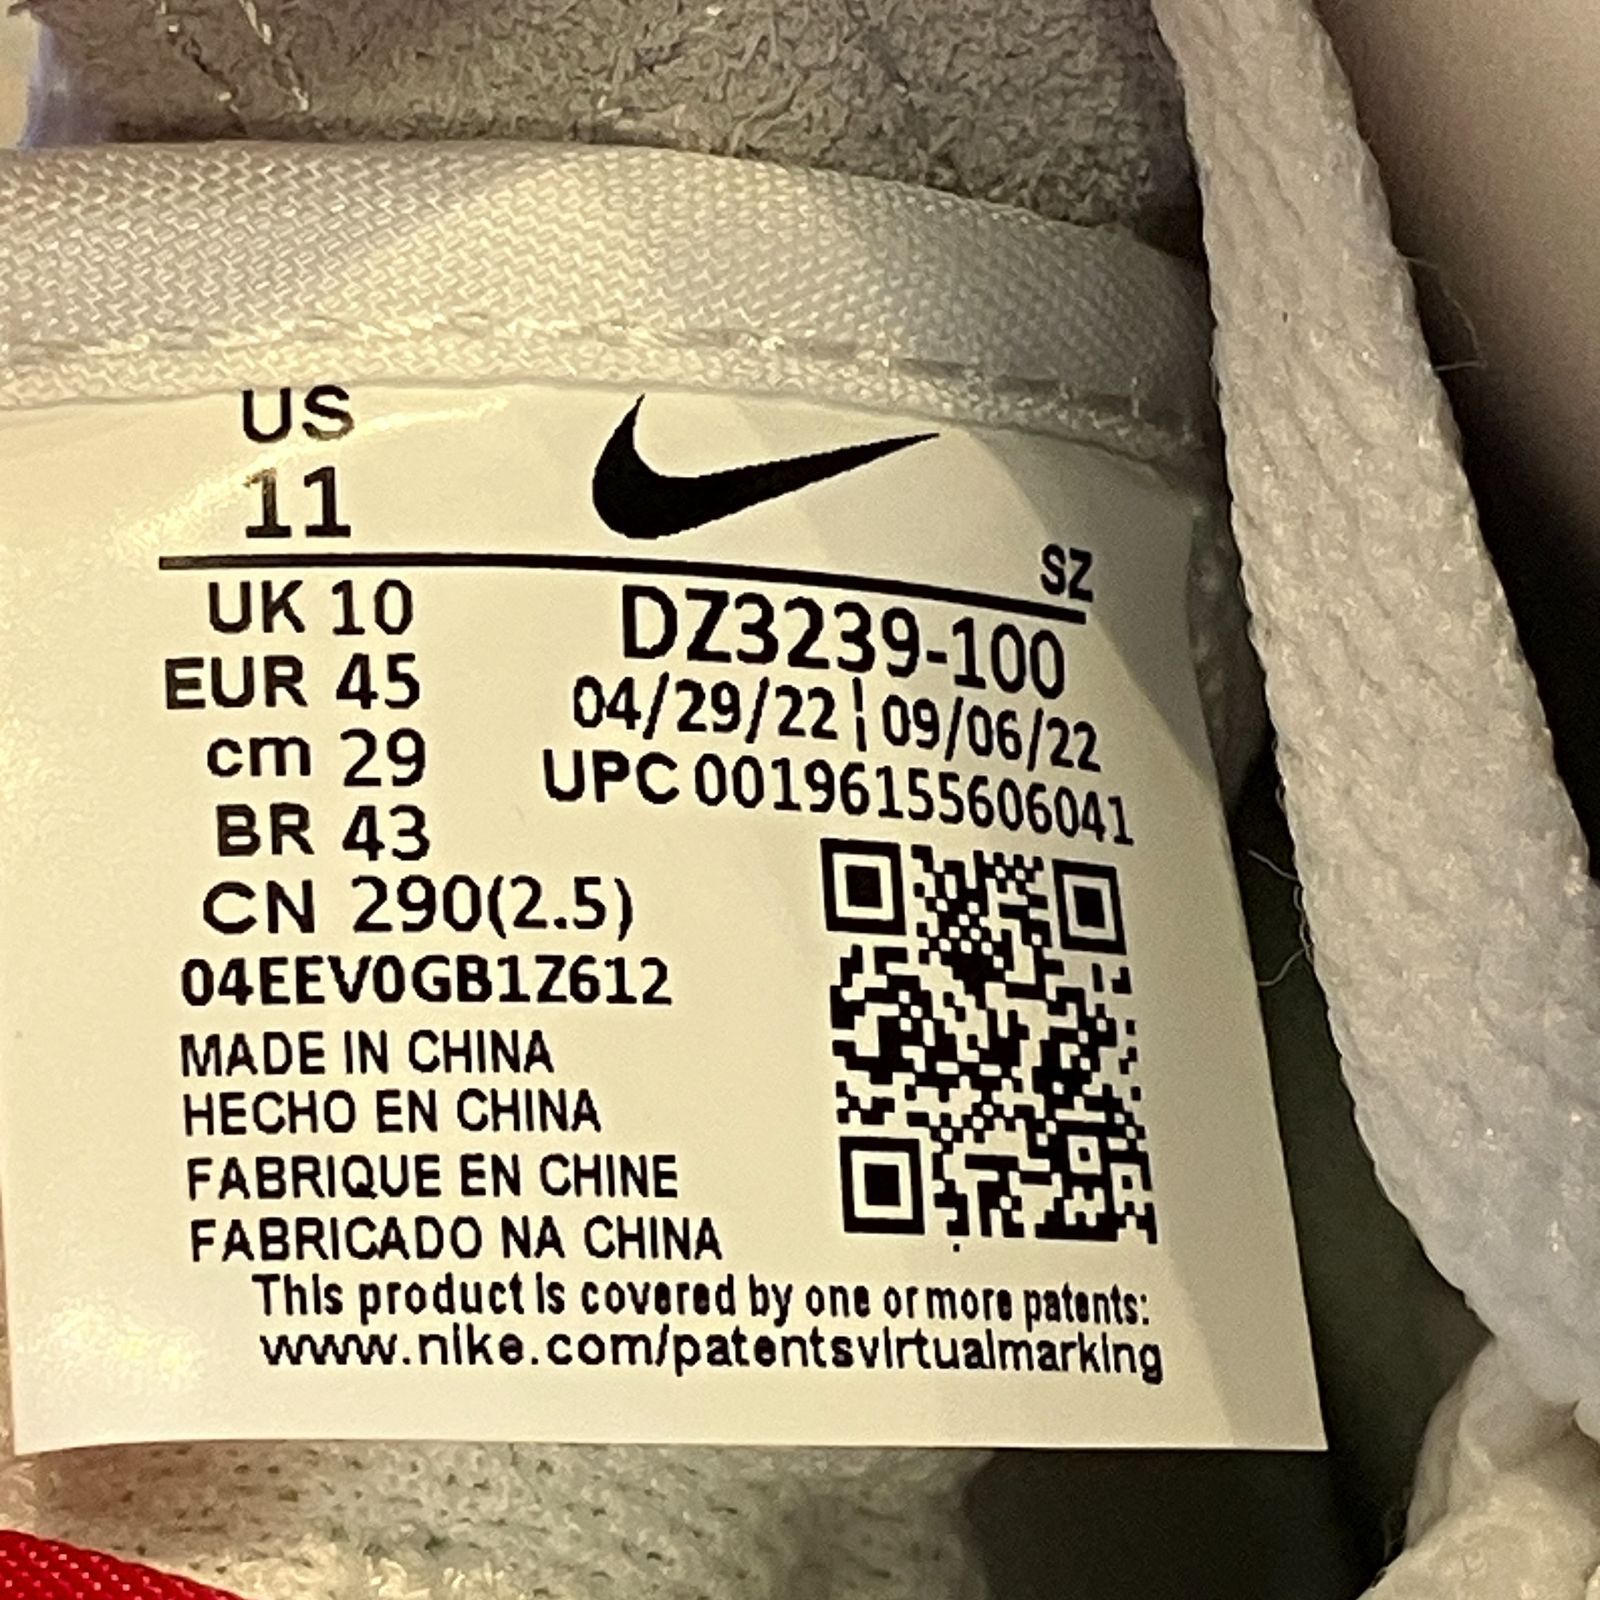 US
11
SZ
UK 10
EUR 45
cm 29
BR 43
CN 290(2.5)
DZ3239-100
04/29/22 ¦ 09/06/22
UPC 00196155606041
04EEV0GB1Z612
MADE IN CHINA
HECHO EN CHINA
FABRIQUE EN CHINE
FABRICADO NA CHINA
This product is covered by one or more patents:
www.nike.com/patentsvirtualmarking